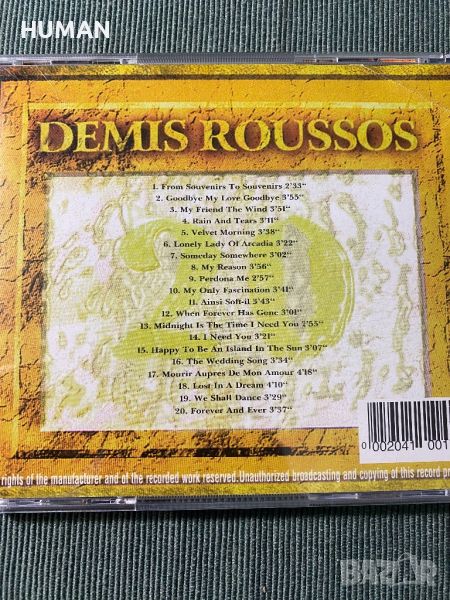 HUMAN
DEMIS ROUSSOS
1. From Souvenirs To Souvenirs 2'33"
2. Goodbye My Love Goodbye 3'55"
3. My Friend The Wind 3'51"
4. Rain And Tears 3'11"
5. Velvet Morning 3'38"
6. Lonely Lady Of Arcadia 3'22"
7. Someday Somewhere 3'02"
8. My Reason 3'56"
9. Perdona Me 2'57"
10. My Only Fascination 3'41"
11. Ainsi Soft-il 3'43"
12. When Forever Has Gone 3'01"
13. Midnight Is The Time I Need You 2'55"
14. I Need You 3'21"
15. Happy To Be An Island In The Sun 3'07"
16. The Wedding Song 3'34"
17. Mourir Aupres De Mon Amour 4'18"
18. Lost In A Dream 4'10"
19. We Shall Dance 3'29"
20. Forever And Ever 3'37"
0 002041 001
rights of the manufacturer and of the recorded work reserved. Unauthorized broadcasting and copying of this record pr
BAZAR